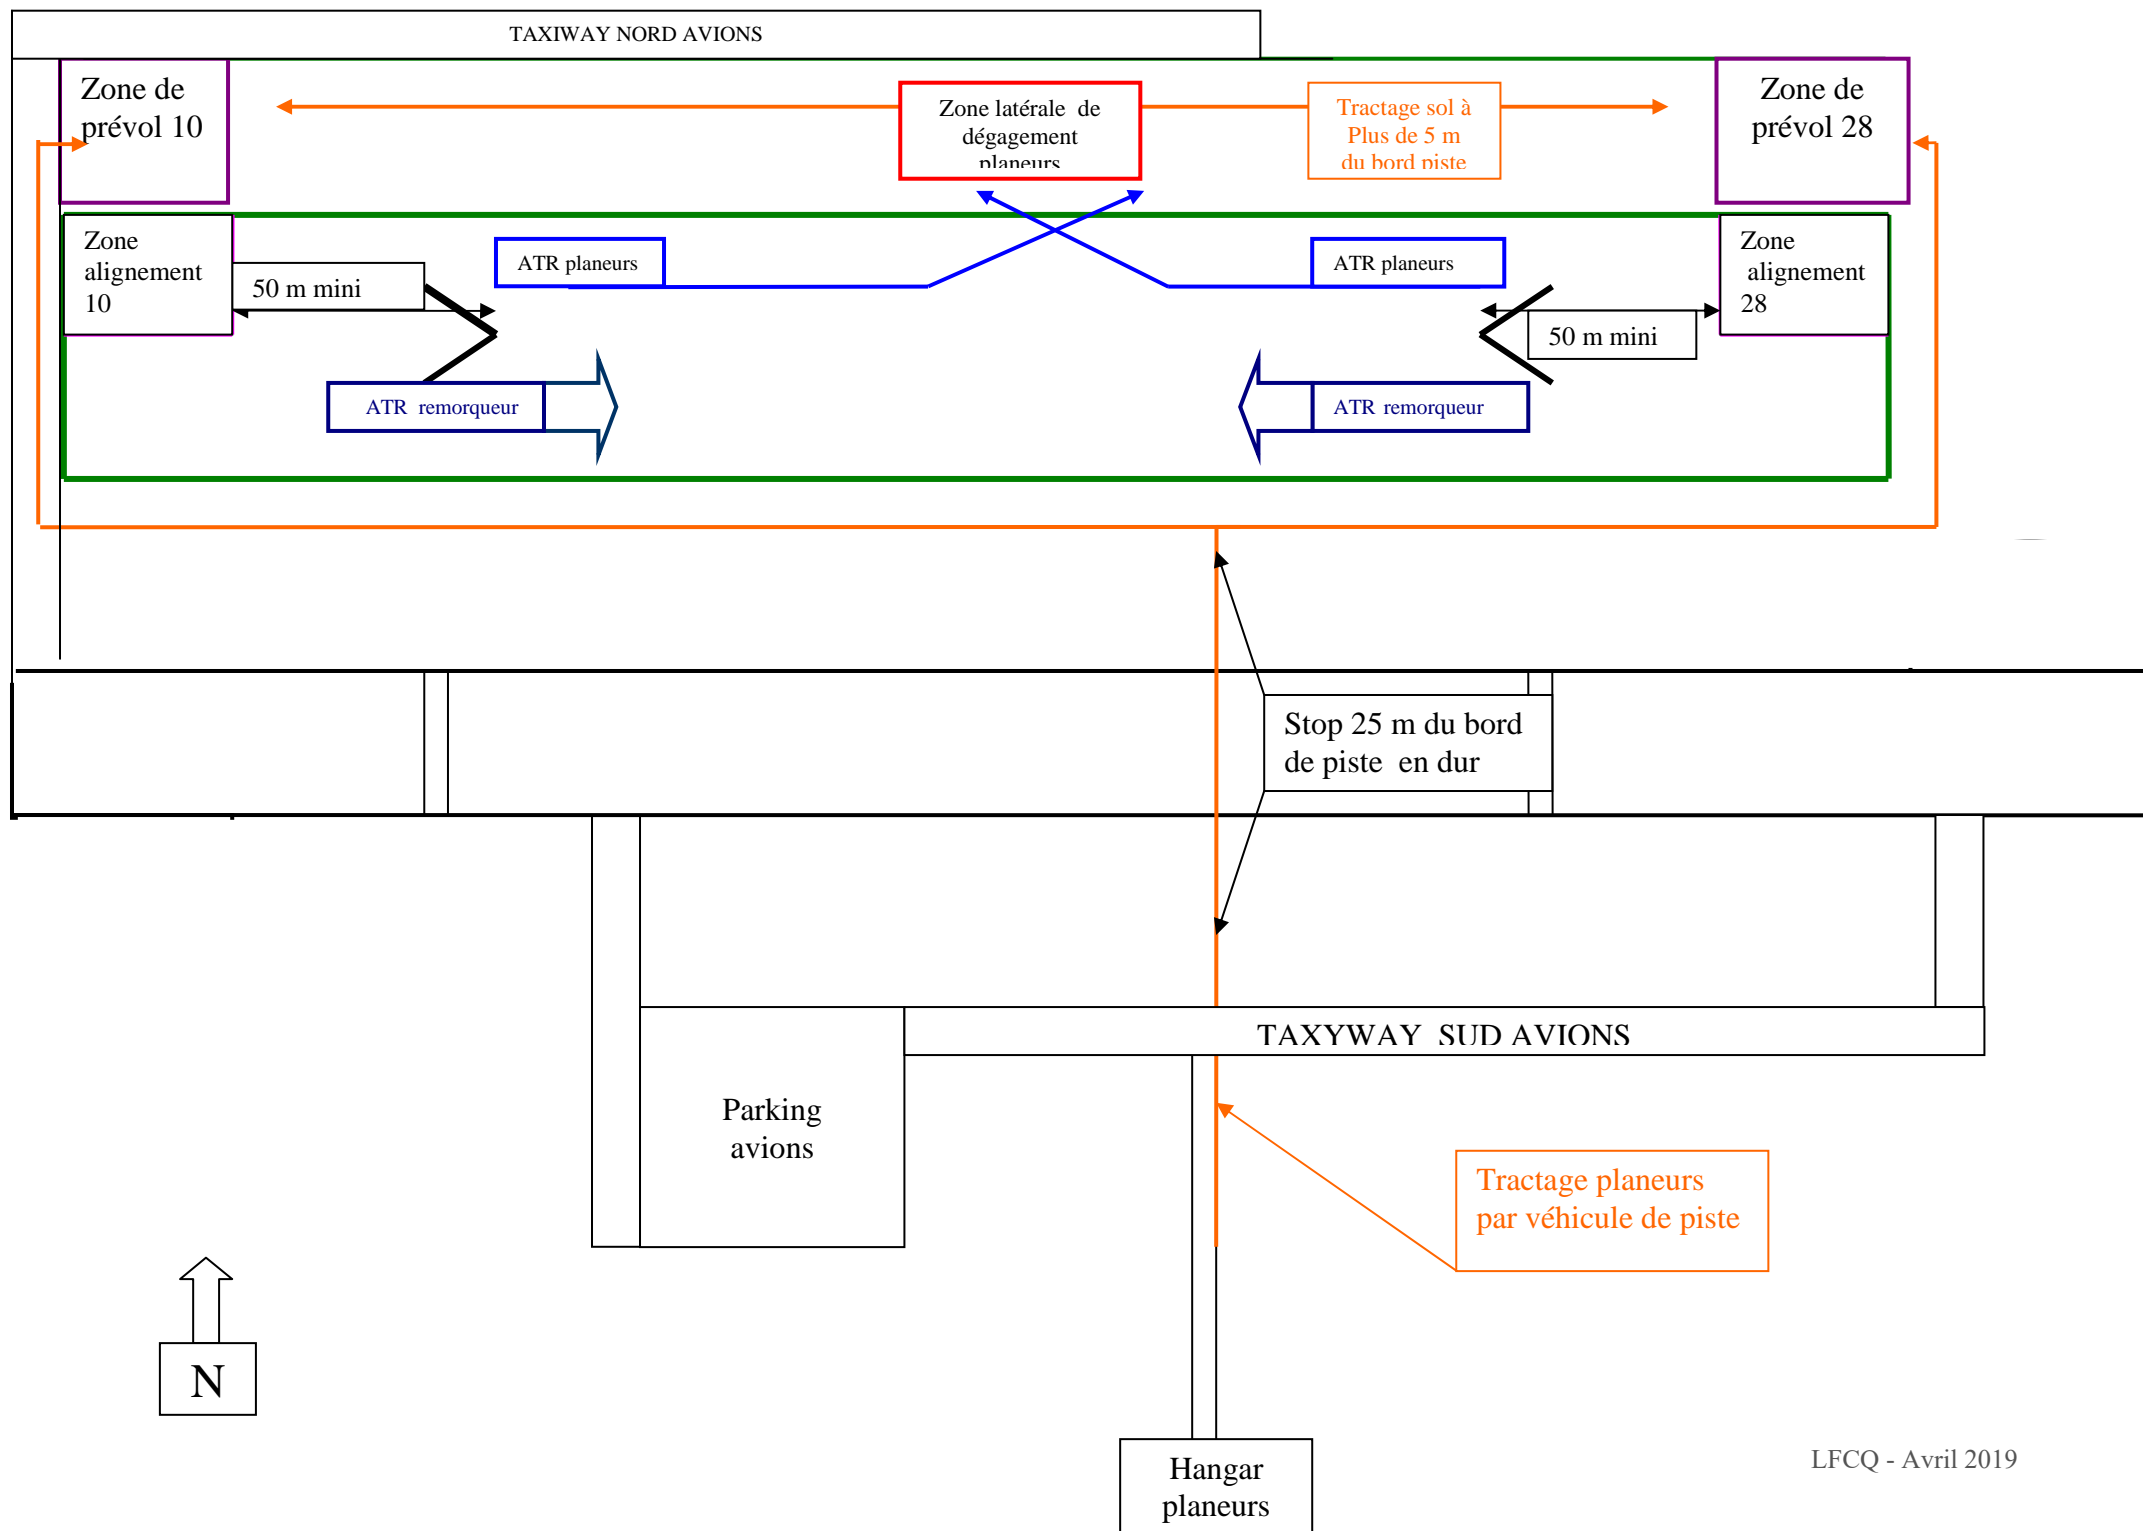 TAXIWAY NORD AVIONS
Zone de
prévol 10
Zone latérale de
dégagement
planeurs
Tractage sol à
Plus de 5 m
du bord piste
Zone de
prévol 28
Zone
alignement
10
50 m mini
ATR planeurs
ATR planeurs
Zone
alignement
28
50 m mini
ATR remorqueur
ATR remorqueur
Stop 25 m du bord
de piste en dur
TAXYWAY SUD AVIONS
Parking
avions
Tractage planeurs
par véhicule de piste
N
Hangar
planeurs
LFCQ - Avril 2019